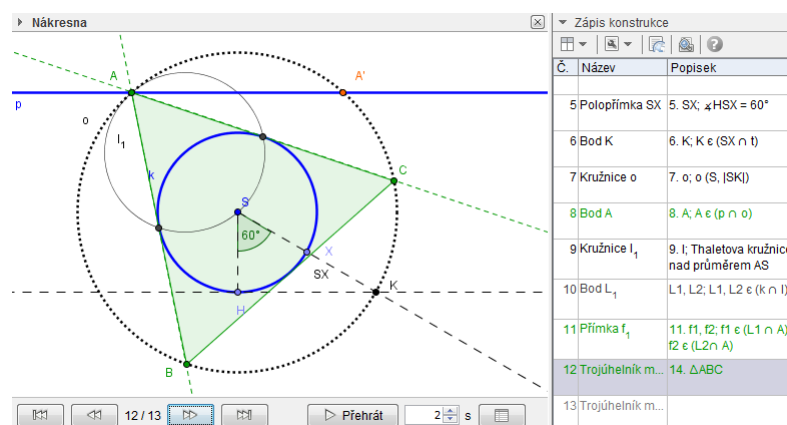 Nákresna
A
A'
p
o
l1
k
C
S
60°
X
SX
K
H
B
12 / 13
Přehrát
2
s
Zápis konstrukce
Č. Název Popisek
5 Polopřímka SX 5. SX; ∡HSX = 60°
6 Bod K 6. K; K ε (SX ∩ t)
7 Kružnice o 7. o; o (S, |SK|)
8 Bod A 8. A; A ε (p ∩ o)
9 Kružnice l1 9. l; Thaletova kružnice
nad průměrem AS
10 Bod L1 L1, L2; L1, L2 ε (k ∩ l)
11 Přímka f1 11. f1, f2; f1 ε (L1 ∩ A)
f2 ε (L2∩ A)
12 Trojúhelník m... 14. ΔABC
13 Trojúhelník m...